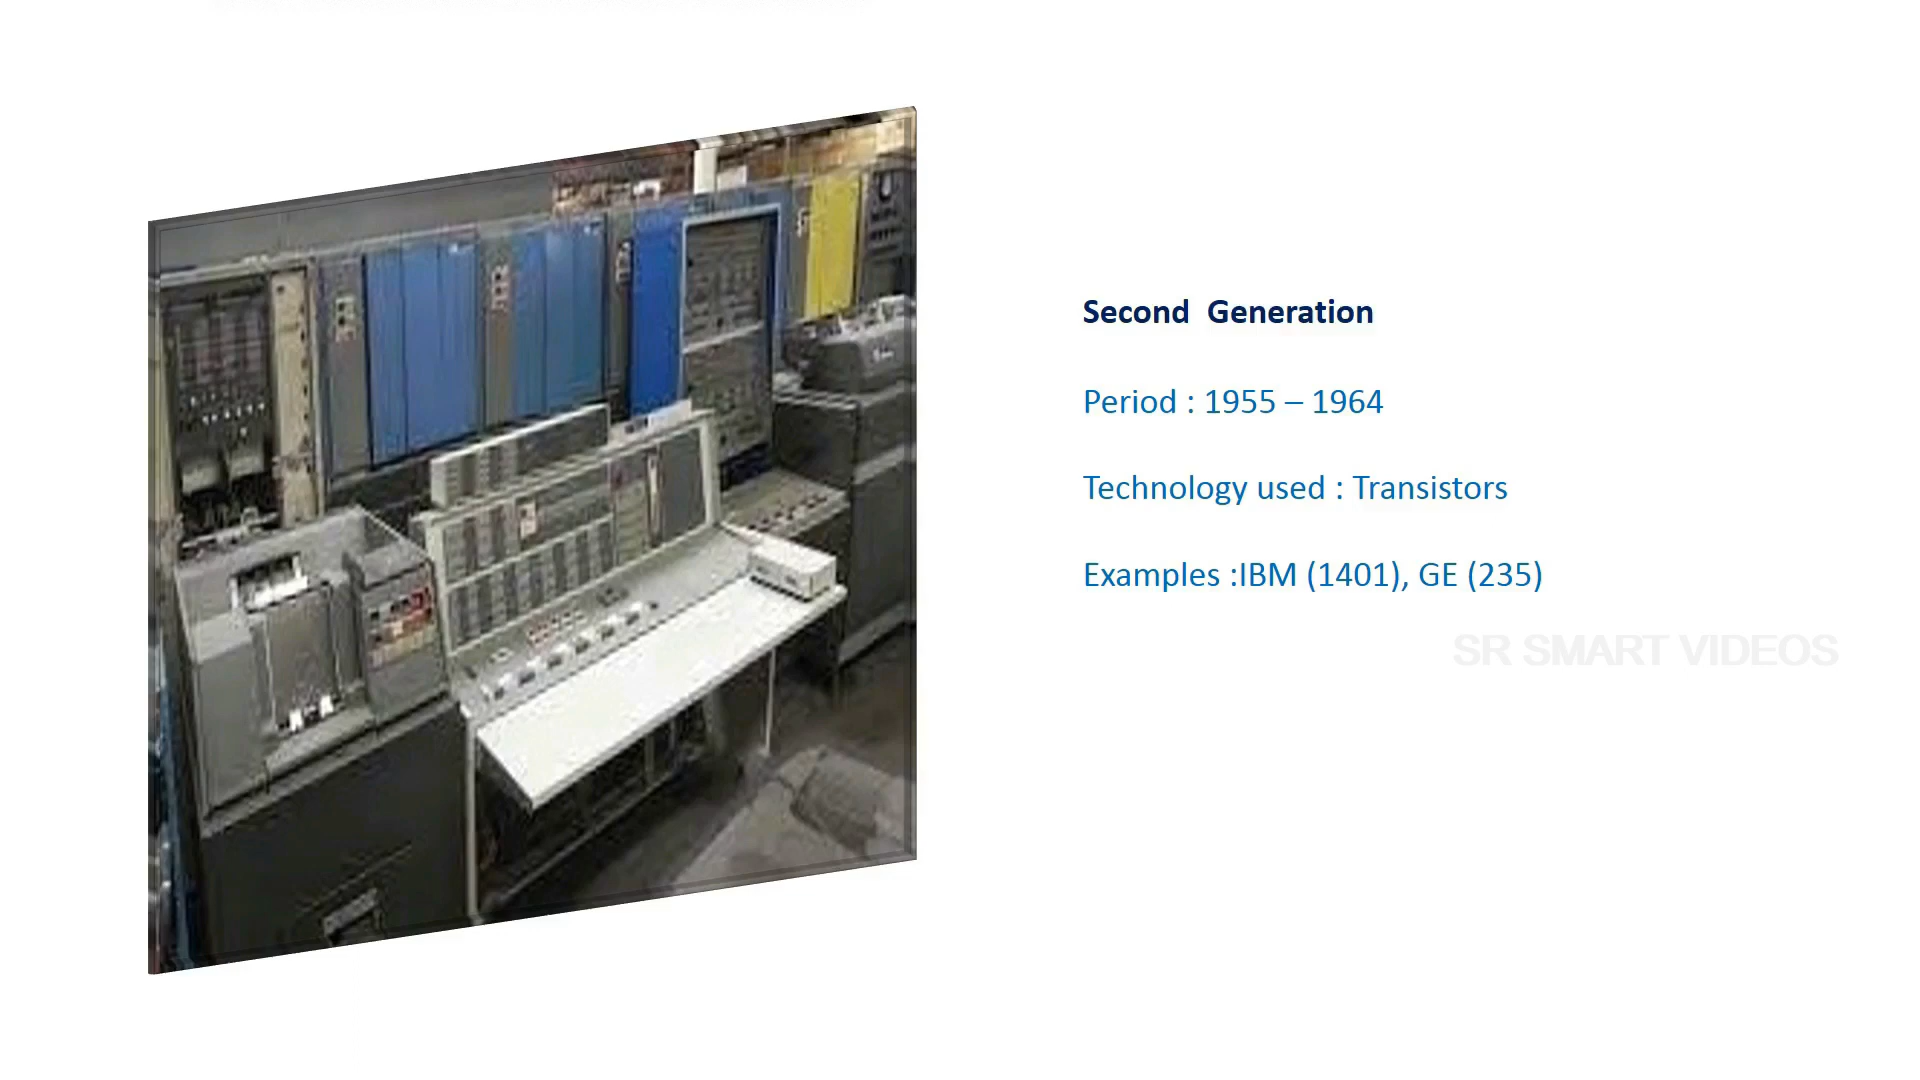 Second Generation
Period : 1955 – 1964
Technology used : Transistors
Examples :IBM (1401), GE (235)
SR SMART VIDEOS